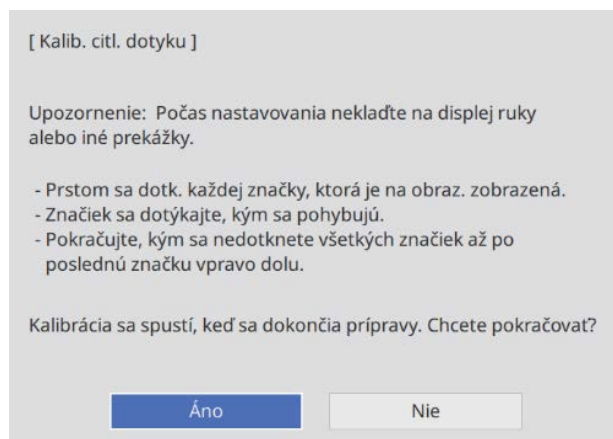 [ Kalib. citl. dotyku ]
Upozornenie:  Počas nastavovania neklaďte na displej ruky
alebo iné prekážky.
- Prstom sa dotk. každej značky, ktorá je na obraz. zobrazená.
- Značiek sa dotýkajte, kým sa pohybujú.
- Pokračujte, kým sa nedotknete všetkých značiek až po
poslednú značku vpravo dolu.
Kalibrácia sa spustí, keď sa dokončia prípravy. Chcete pokračovať?
Áno
Nie